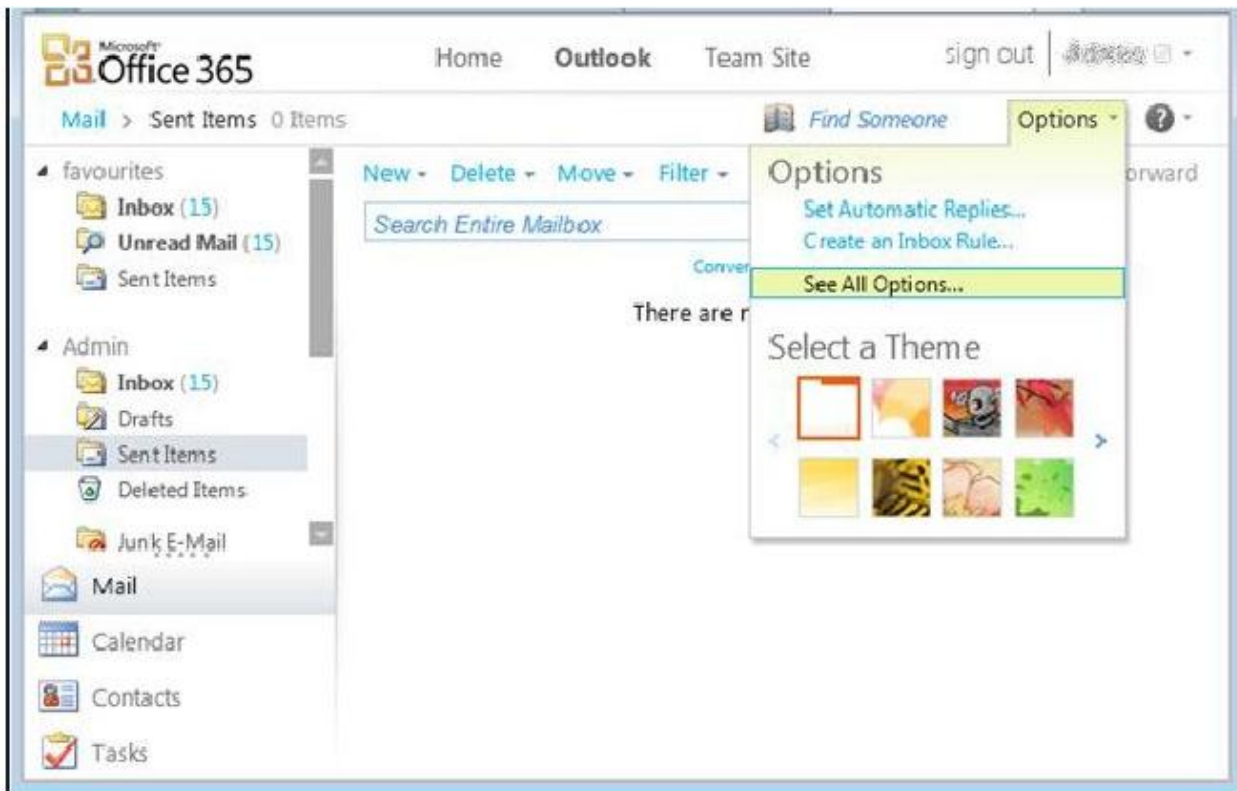 Microsoft
Office 365
Home Outlook Team Site sign out
Mail > Sent Items 0 Items
Find Someone Options ?
favourites
Inbox (15)
Unread Mail (15)
Sent Items
Admin
Inbox (15)
Drafts
Sent Items
Deleted Items
Junk E-Mail
Mail
Calendar
Contacts
Tasks
New Delete Move Filter
orward
Search Entire Mailbox
Conver
There are r
Options
Set Automatic Replies...
Create an Inbox Rule...
See All Options...
Select a Theme